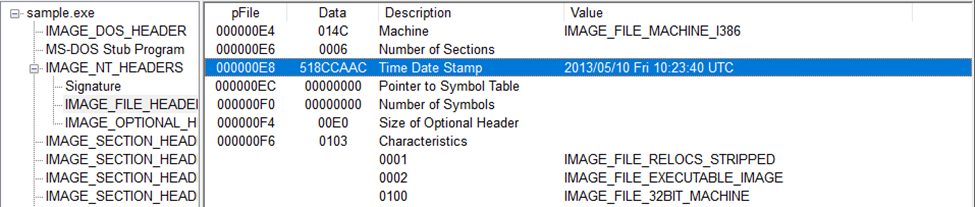 sample.exe
IMAGE_DOS_HEADER
MS-DOS Stub Program
IMAGE_NT_HEADERS
Signature
IMAGE_FILE_HEADER
IMAGE_OPTIONAL_H
IMAGE_SECTION_HEAD
IMAGE_SECTION_HEAD
IMAGE_SECTION_HEAD
IMAGE_SECTION_HEAD
pFile Data Description Value
000000E4 014C Machine IMAGE_FILE_MACHINE_I386
000000E6 0006 Number of Sections
000000E8 518CCAAC Time Date Stamp 2013/05/10 Fri 10:23:40 UTC
000000EC 00000000 Pointer to Symbol Table
000000F0 00000000 Number of Symbols
000000F4 00E0 Size of Optional Header
000000F6 0103 Characteristics
0001 IMAGE_FILE_RELOCS_STRIPPED
0002 IMAGE_FILE_EXECUTABLE_IMAGE
0100 IMAGE_FILE_32BIT_MACHINE